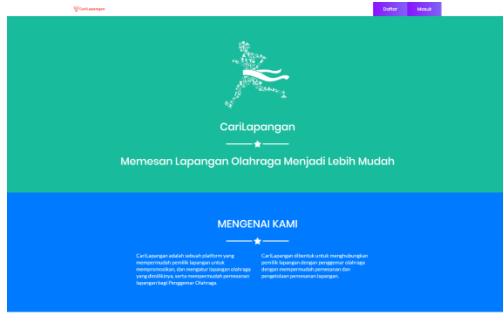 CariLapangan
Daftar Masuk
CariLapangan
Memesan Lapangan Olahraga Menjadi Lebih Mudah
MENGENAI KAMI
CariLapangan adalah sebuah platform yang
mempermudah pemilik lapangan untuk
mempromosikan, dan mengatur lapangan olahraga
yang dimilikinya, serta mempermudah pemesanan
lapangan bagi Penggemar Olahraga.
CariLapangan dibentuk untuk menghubungkan
pemilik lapangan dengan penggemar olahraga
dengan mempermudah pemesanan dan
pengelolaan pemesanan lapangan.